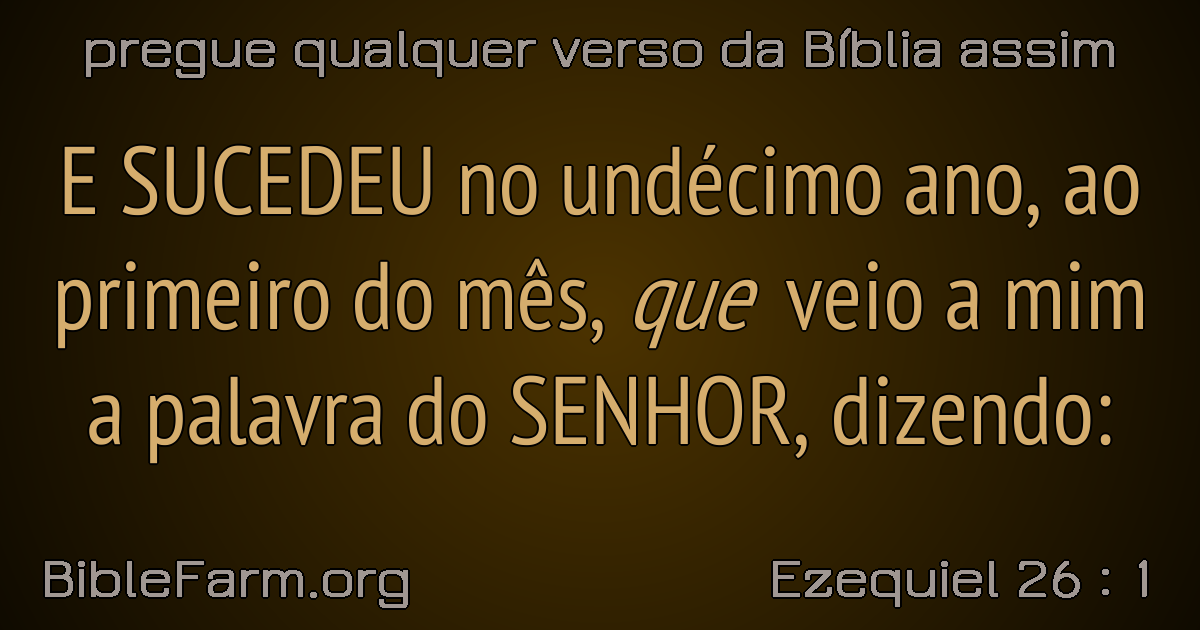 pregue qualquer verso da Bíblia assim
E SUCEDEU no undécimo ano, ao
primeiro do mês, que veio a mim
a palavra do SENHOR, dizendo:
BibleFarm.org
Ezequiel 26 : 1